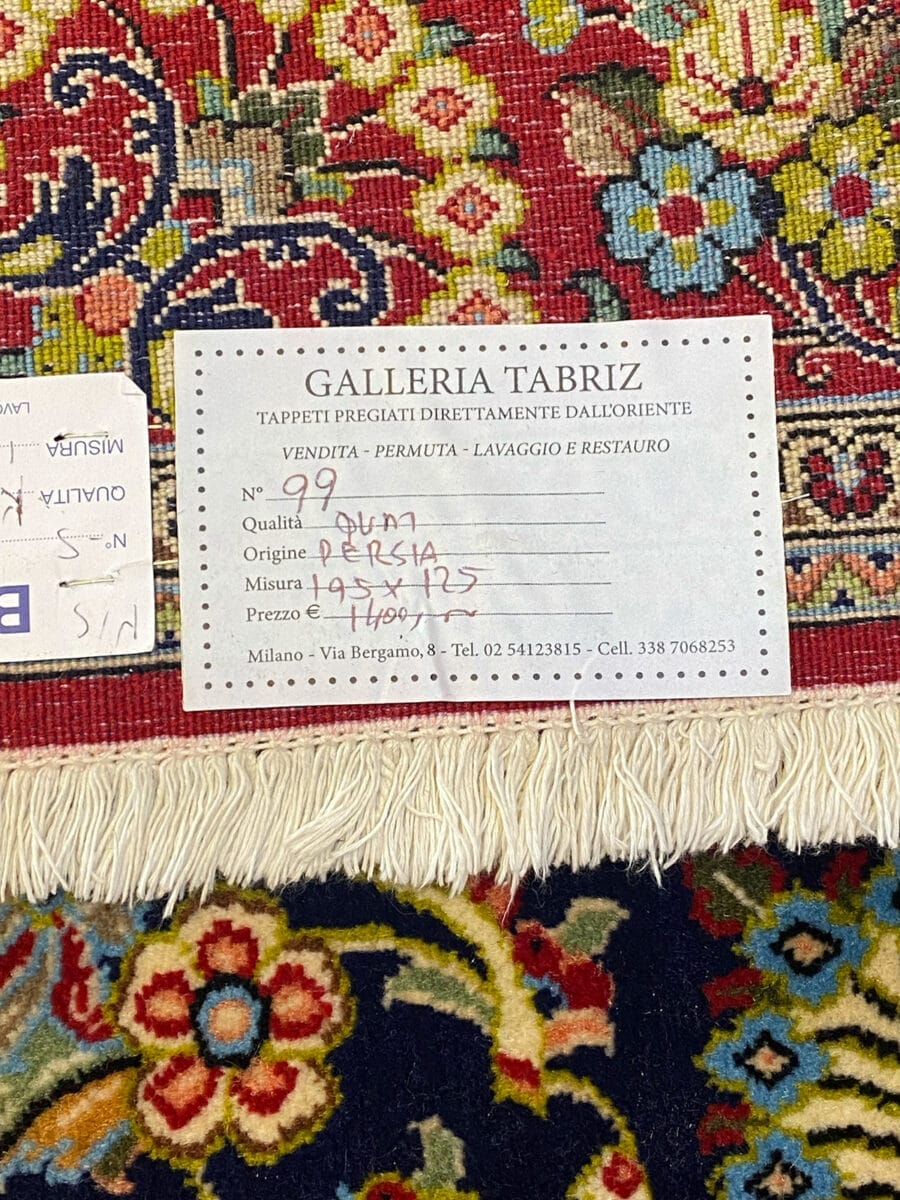 GALLERIA TABRIZ
TAPPETI PREGIATI DIRETTAMENTE DALL'ORIENTE
VENDITA - PERMUTA - LAVAGGIO E RESTAURO
N° 99
Qualità QUM
Origine PERSIA
Misura 195 x 125
Prezzo € 1400,
Milano - Via Bergamo, 8 - Tel. 02 54123815 - Cell. 338 7068253
B
N° 5
QUALITÀ
MISURA